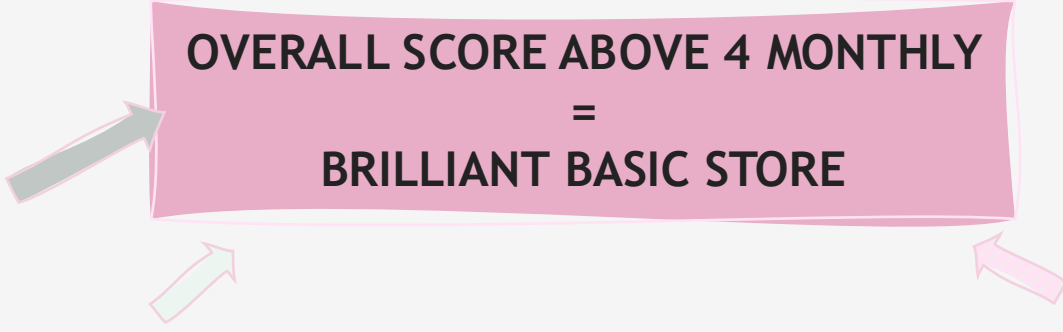 OVERALL SCORE ABOVE 4 MONTHLY
=
BRILLIANT BASIC STORE